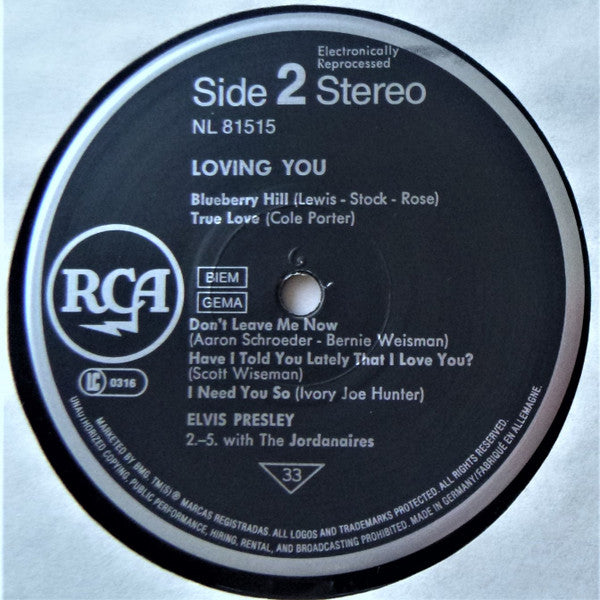 Electronically
Reprocessed
Side 2 Stereo
NL 81515
LOVING YOU
Blueberry Hill (Lewis - Stock - Rose)
True Love (Cole Porter)
RCA
BIEM
GEMA
Don't Leave Me Now
(Aaron Schroeder - Bernie Weisman)
Have I Told You Lately That I Love You?
(Scott Wiseman)
LC 0316
I Need You So (Ivory Joe Hunter)
ELVIS PRESLEY
2.–5. with The Jordanaires
33
MARKETED BY BMG. TM(S) ® MARCAS REGISTRADAS. ALL LOGOS AND TRADEMARKS PROTECTED. ALL RIGHTS RESERVED.
UNAUTHORIZED COPYING, PUBLIC PERFORMANCE, HIRING, RENTAL, AND BROADCASTING PROHIBITED. MADE IN GERMANY/FABRIQUÉ EN ALLEMAGNE.